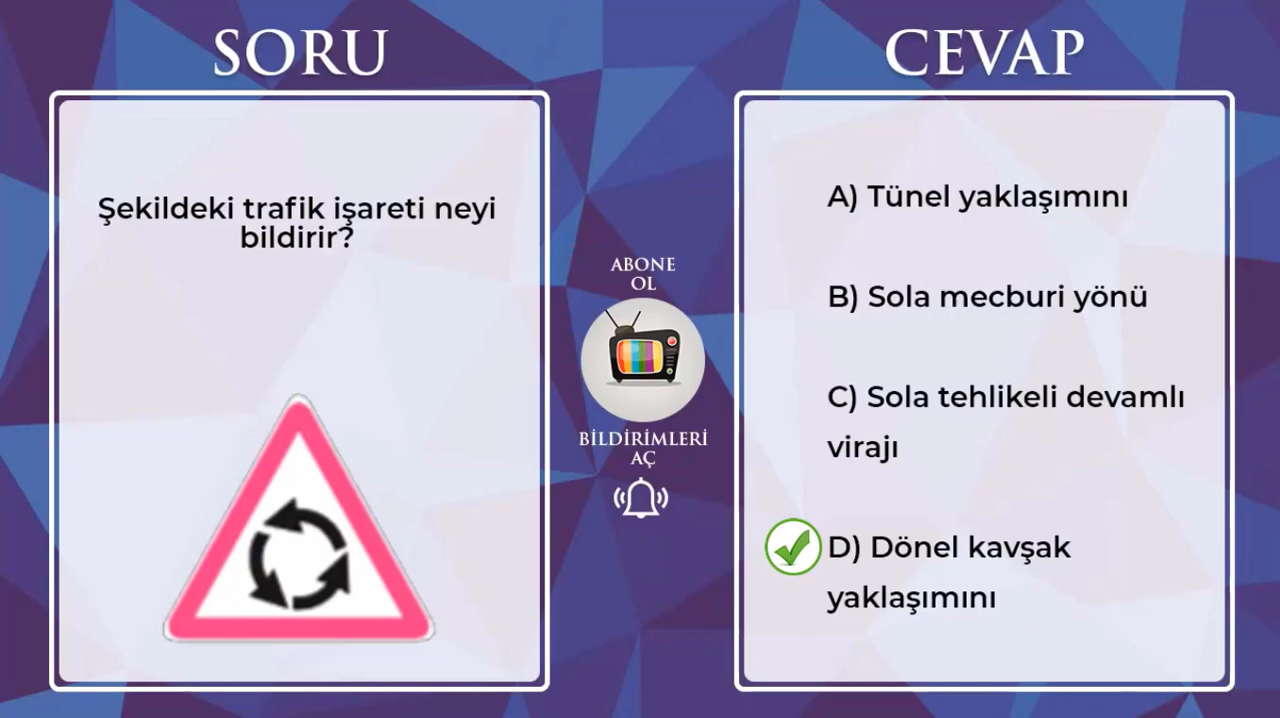 SORU
Şekildeki trafik işareti neyi
bildirir?
ABONE
OL
BİLDİRİMLERİ
AÇ
CEVAP
A) Tünel yaklaşımını
B) Sola mecburi yönü
C) Sola tehlikeli devamlı
virajı
D) Dönel kavşak
yaklaşımını